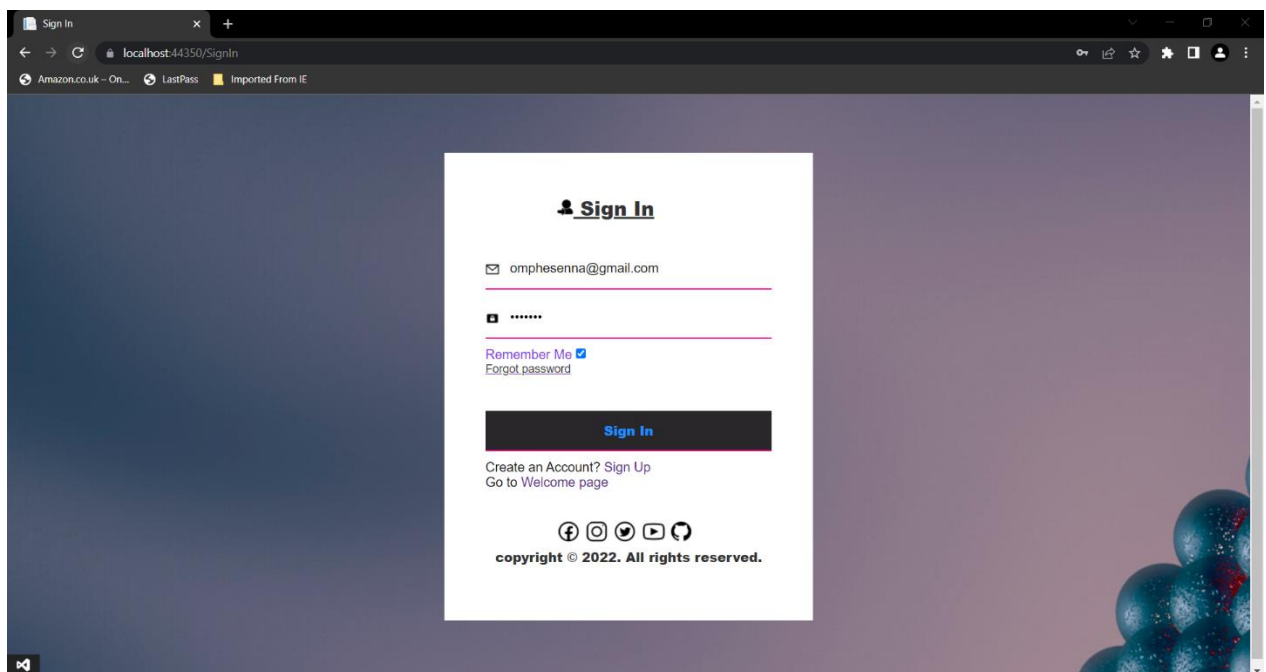 Sign In
localhost:44350/SignIn
Amazon.co.uk – On... LastPass Imported From IE
Sign In
omphesenna@gmail.com
•••••••
Remember Me
Forgot password
Sign In
Create an Account? Sign Up
Go to Welcome page
copyright © 2022. All rights reserved.